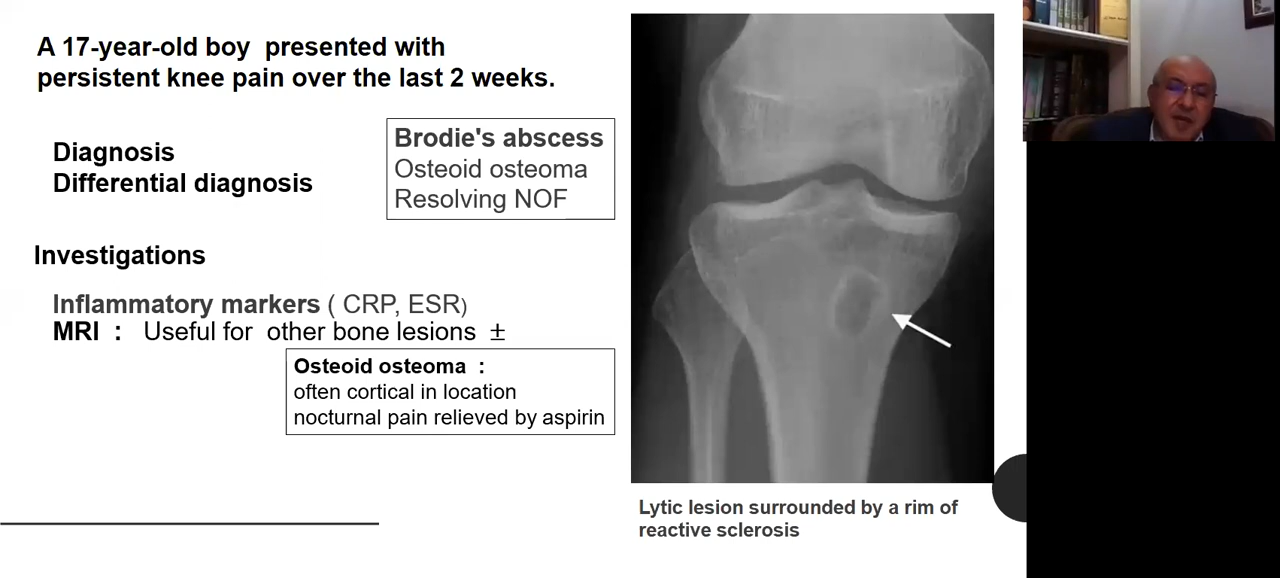 A 17-year-old boy presented with
persistent knee pain over the last 2 weeks.
Diagnosis
Differential diagnosis
Brodie's abscess
Osteoid osteoma
Resolving NOF
Investigations
Inflammatory markers ( CRP, ESR)
MRI : Useful for other bone lesions ±
Osteoid osteoma :
often cortical in location
nocturnal pain relieved by aspirin
Lytic lesion surrounded by a rim of
reactive sclerosis